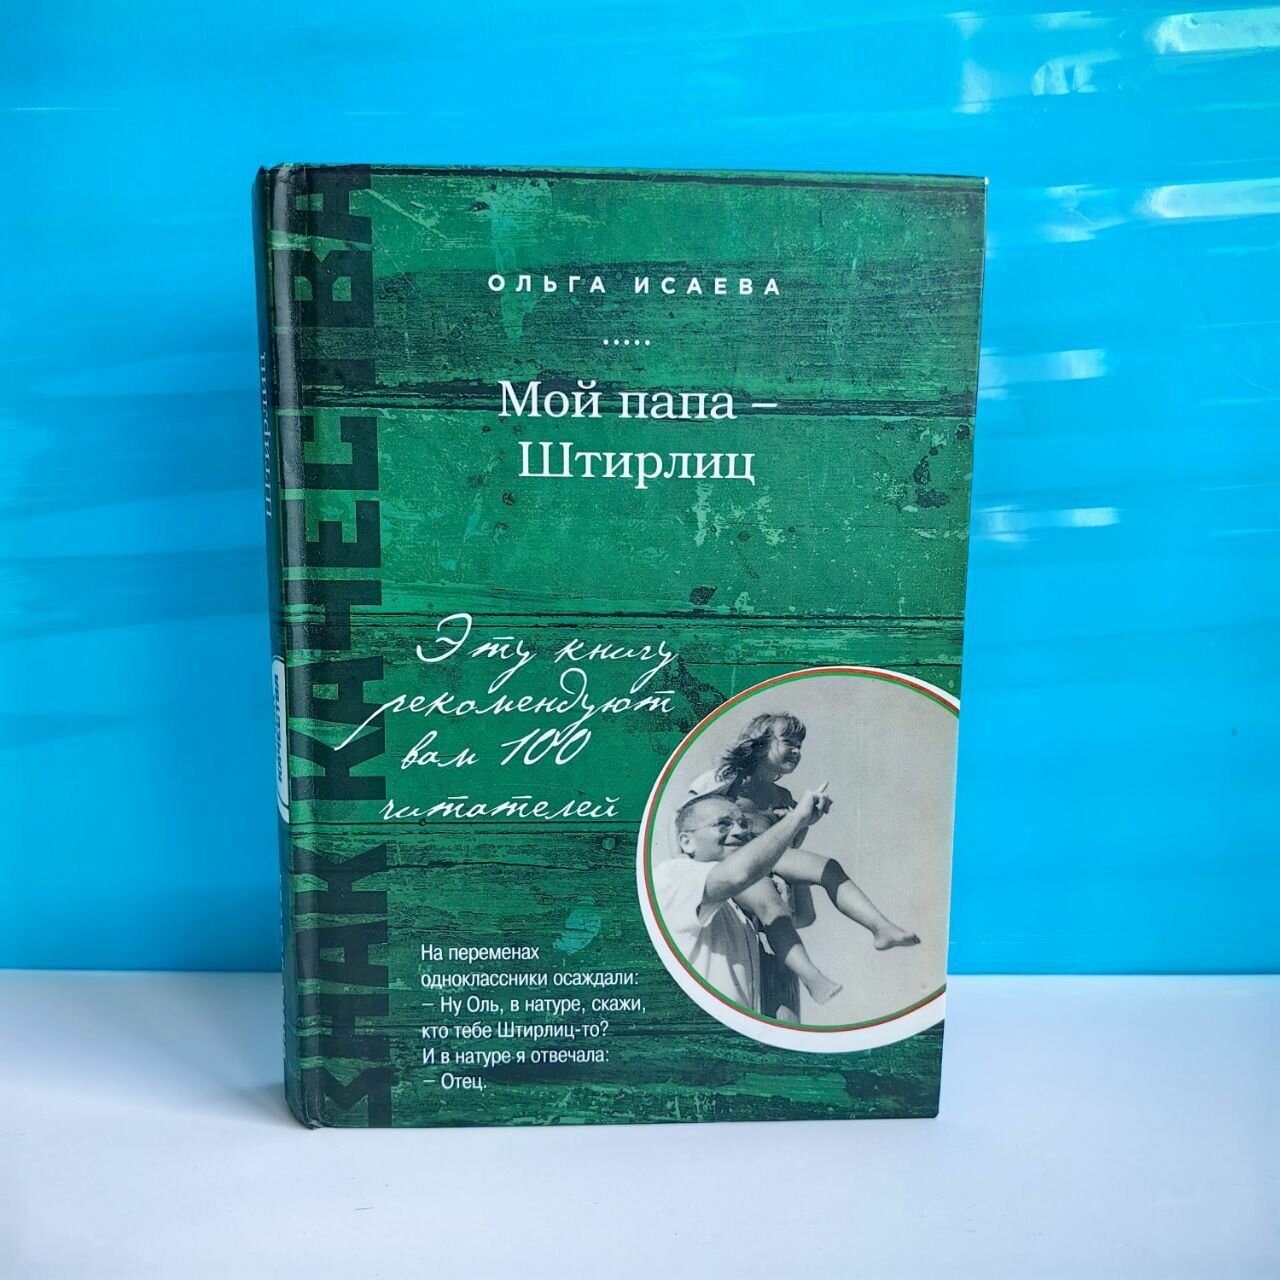 ЗНАК КАЧЕСТВА
ОЛЬГА ИСАЕВА
Мой папа –
Штирлиц
Эту книгу
рекомендуют
вам 100
читателей
На переменах
одноклассники осаждали:
– Ну Оль, в натуре, скажи,
кто тебе Штирлиц-то?
И в натуре я отвечала:
– Отец.